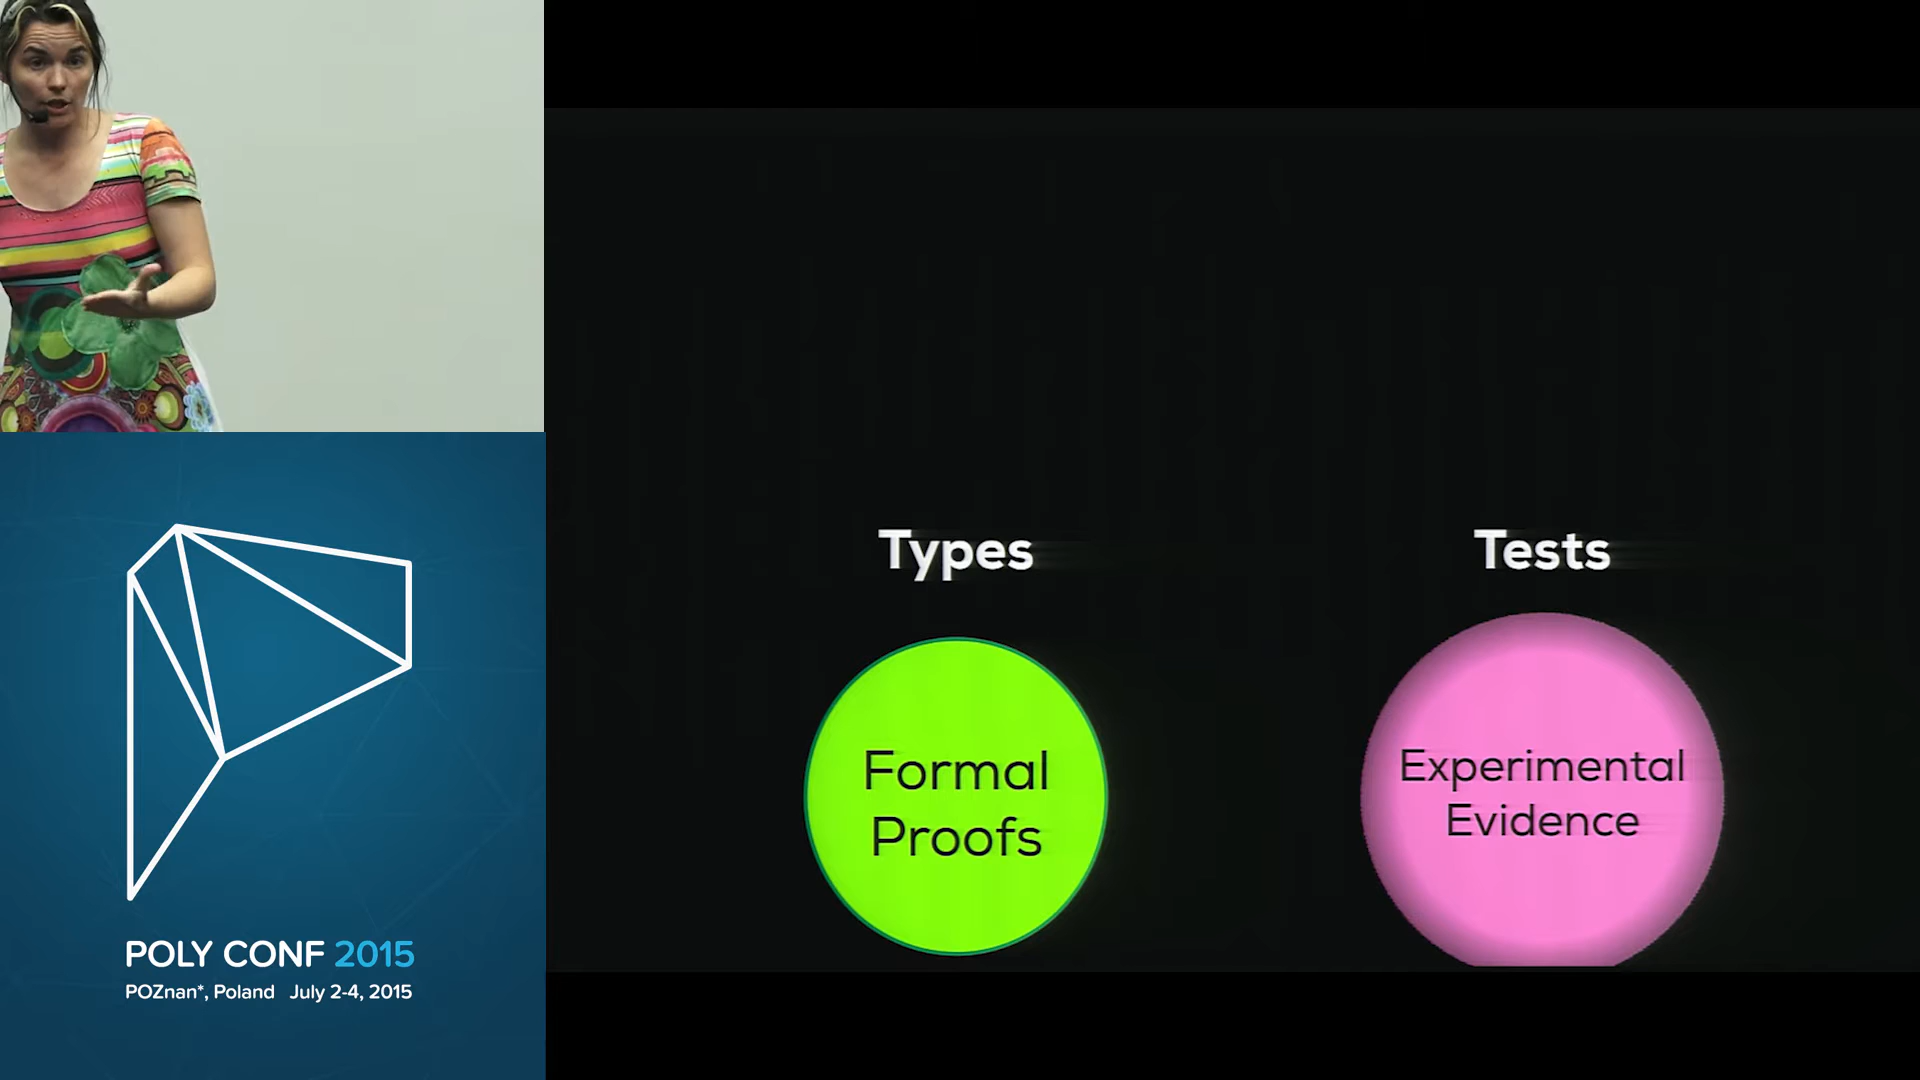 Types
Formal
Proofs
Tests
Experimental
Evidence
POLY CONF 2015
POZnan*, Poland July 2-4, 2015